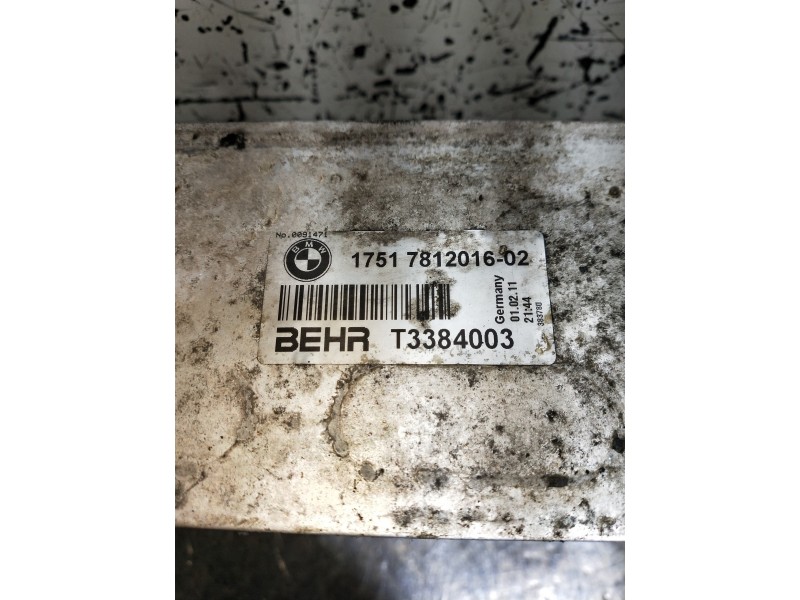 No.0091471
BMW
1751 7812016-02
BEHR T3384003
Germany
01.02.11
21:44
383780